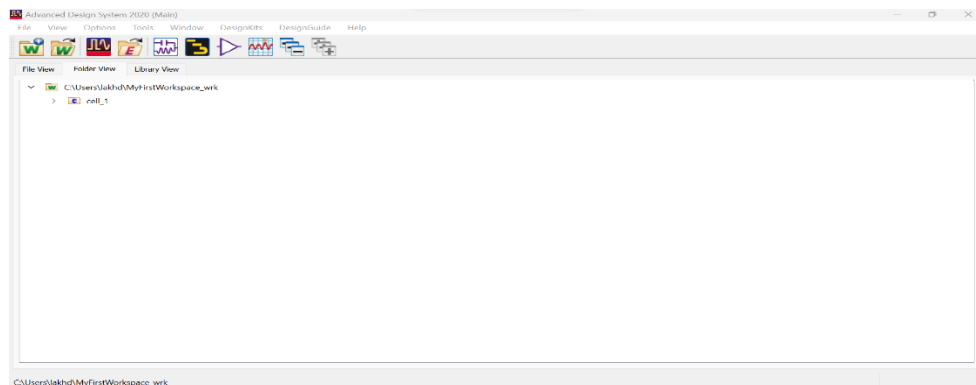 Advanced Design System 2020 (Main)
File View Options Tools Window DesignKits DesignGuide Help
File View Folder View Library View
C:\Users\lakhd\MyFirstWorkspace_wrk
cell_1
C:\Users\lakhd\MyFirstWorkspace_wrk